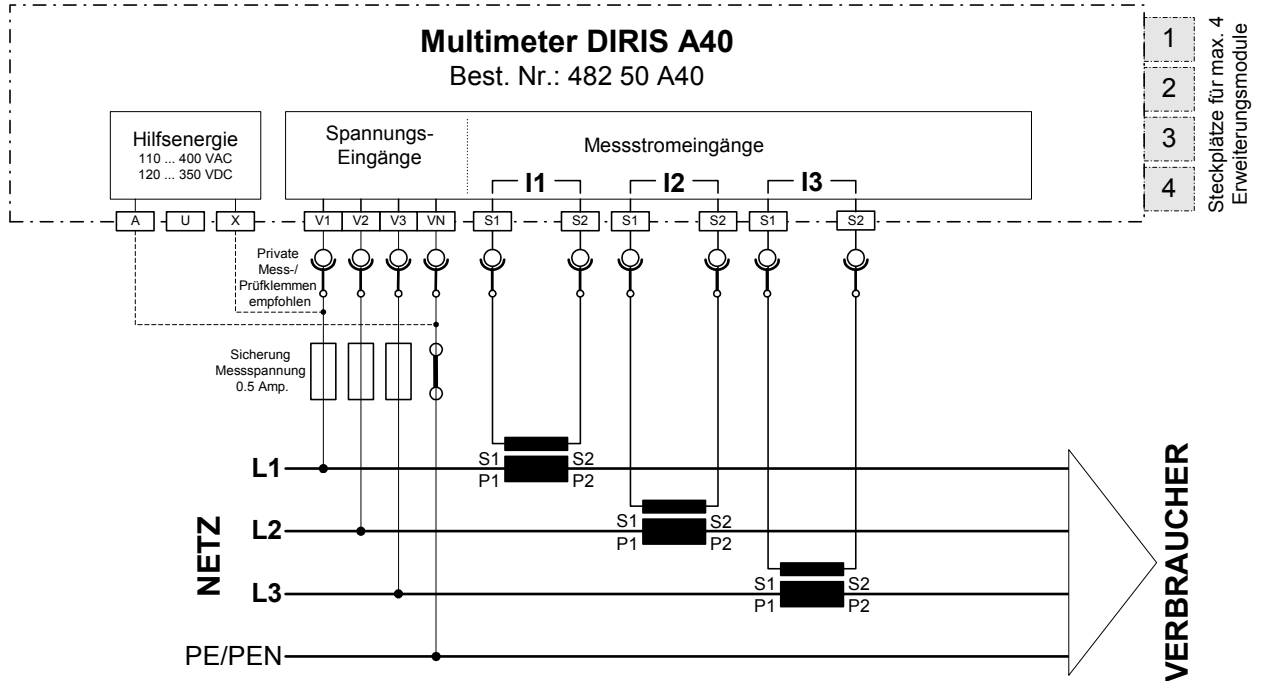 Multimeter DIRIS A40
Best. Nr.: 482 50 A40
1
2
3
4
Steckplätze für max. 4
Erweiterungsmodule
Hilfsenergie
110 ... 400 VAC
120 ... 350 VDC
Spannungs-
Eingänge
Messstromeingänge
I1
I2
I3
A
U
X
V1
V2
V3
VN
S1
S2
S1
S2
S1
S2
Private
Mess-/
Prüfklemmen
empfohlen
Sicherung
Messspannung
0.5 Amp.
NETZ
L1
S1
S2
P1
P2
L2
S1
S2
P1
P2
L3
S1
S2
P1
P2
PE/PEN
VERBRAUCHER